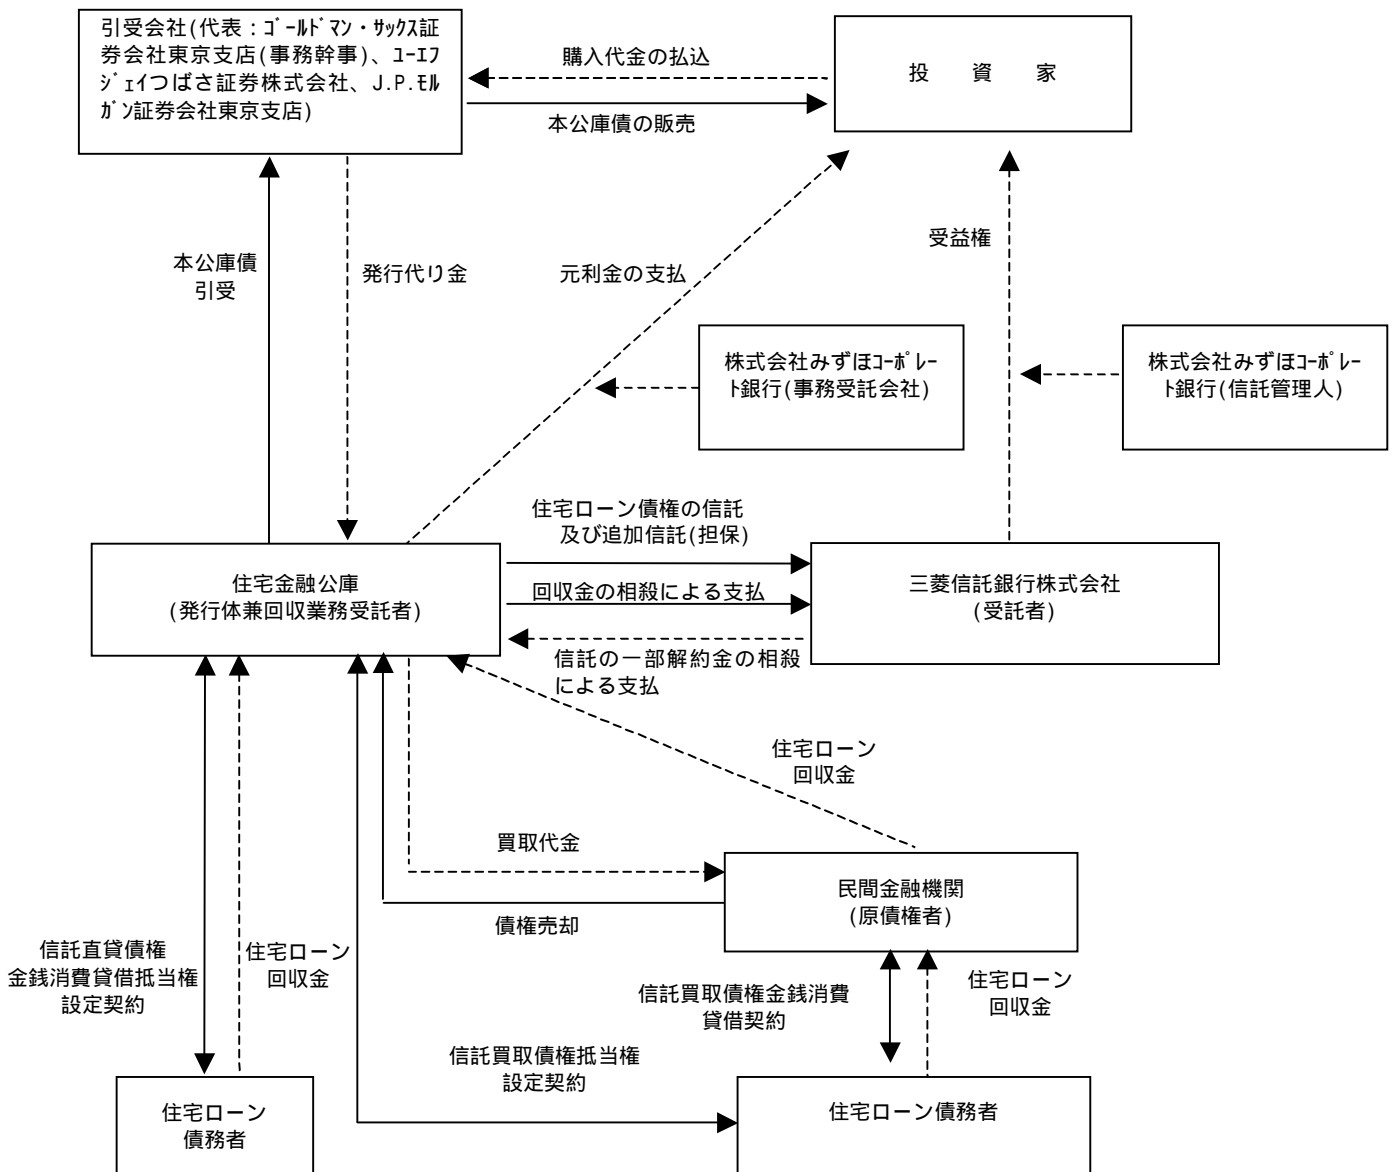 引受会社(代表：ｺﾞｰﾙﾄﾞﾏﾝ・ｻｯｸｽ証
券会社東京支店(事務幹事)、ﾕｰｴﾌ
ｼﾞｪｲつばさ証券株式会社、J.P.ﾓﾙ
ｶﾞﾝ証券会社東京支店)
購入代金の払込
投　資　家
本公庫債の販売
本公庫債
引受
発行代り金
元利金の支払
受益権
株式会社みずほｺｰﾎﾟﾚｰ
ﾄ銀行(事務受託会社)
株式会社みずほｺｰﾎﾟﾚｰ
ﾄ銀行(信託管理人)
住宅ローン債権の信託
及び追加信託(担保)
住宅金融公庫
(発行体兼回収業務受託者)
回収金の相殺による支払
三菱信託銀行株式会社
(受託者)
信託の一部解約金の相殺
による支払
住宅ローン
回収金
買取代金
民間金融機関
(原債権者)
債権売却
信託直貸債権
金銭消費貸借抵当権
設定契約
住宅ローン
回収金
信託買取債権金銭消費
貸借契約
住宅ローン
回収金
信託買取債権抵当権
設定契約
住宅ローン
債務者
住宅ローン債務者